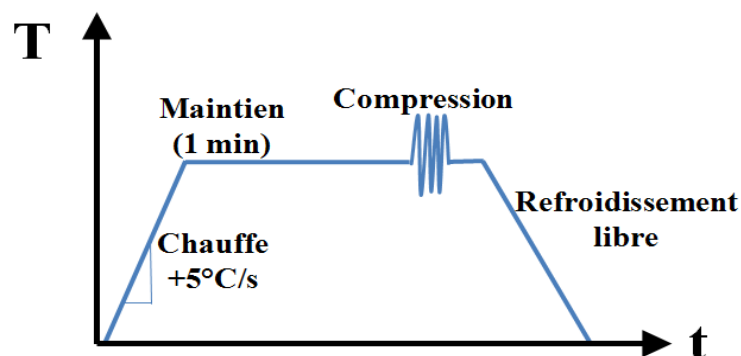 T
Maintien
(1 min)
Compression
Chauffe
+5°C/s
Refroidissement
libre
t